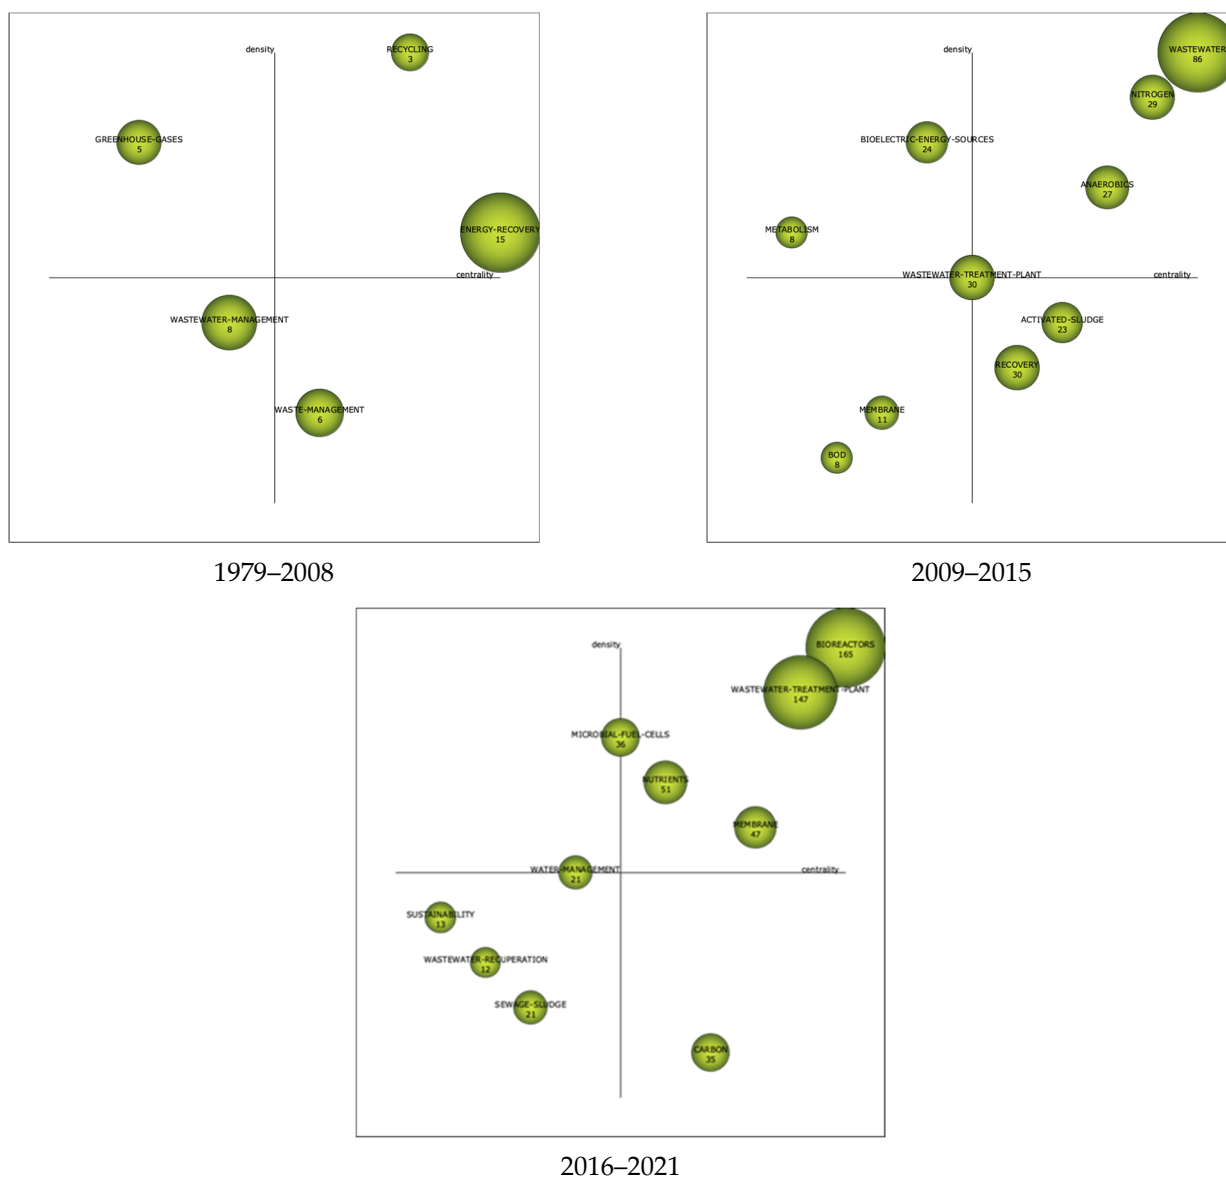 density
RECYCLING
3
GREENHOUSE-GASES
5
ENERGY-RECOVERY
15
centrality
WASTEWATER-MANAGEMENT
8
WASTE-MANAGEMENT
6
1979–2008
density
WASTEWATER
86
NITROGEN
29
BIOELECTRIC-ENERGY-SOURCES
24
ANAEROBICS
27
METABOLISM
8
WASTEWATER-TREATMENT-PLANT
30
centrality
ACTIVATED-SLUDGE
23
RECOVERY
30
MEMBRANE
11
BOD
8
2009–2015
density
BIOREACTORS
165
WASTEWATER-TREATMENT-PLANT
147
MICROBIAL-FUEL-CELLS
36
NUTRIENTS
51
MEMBRANE
47
WATER-MANAGEMENT
21
centrality
SUSTAINABILITY
13
WASTEWATER-RECUPERATION
12
SEWAGE-SLUDGE
21
CARBON
35
2016–2021